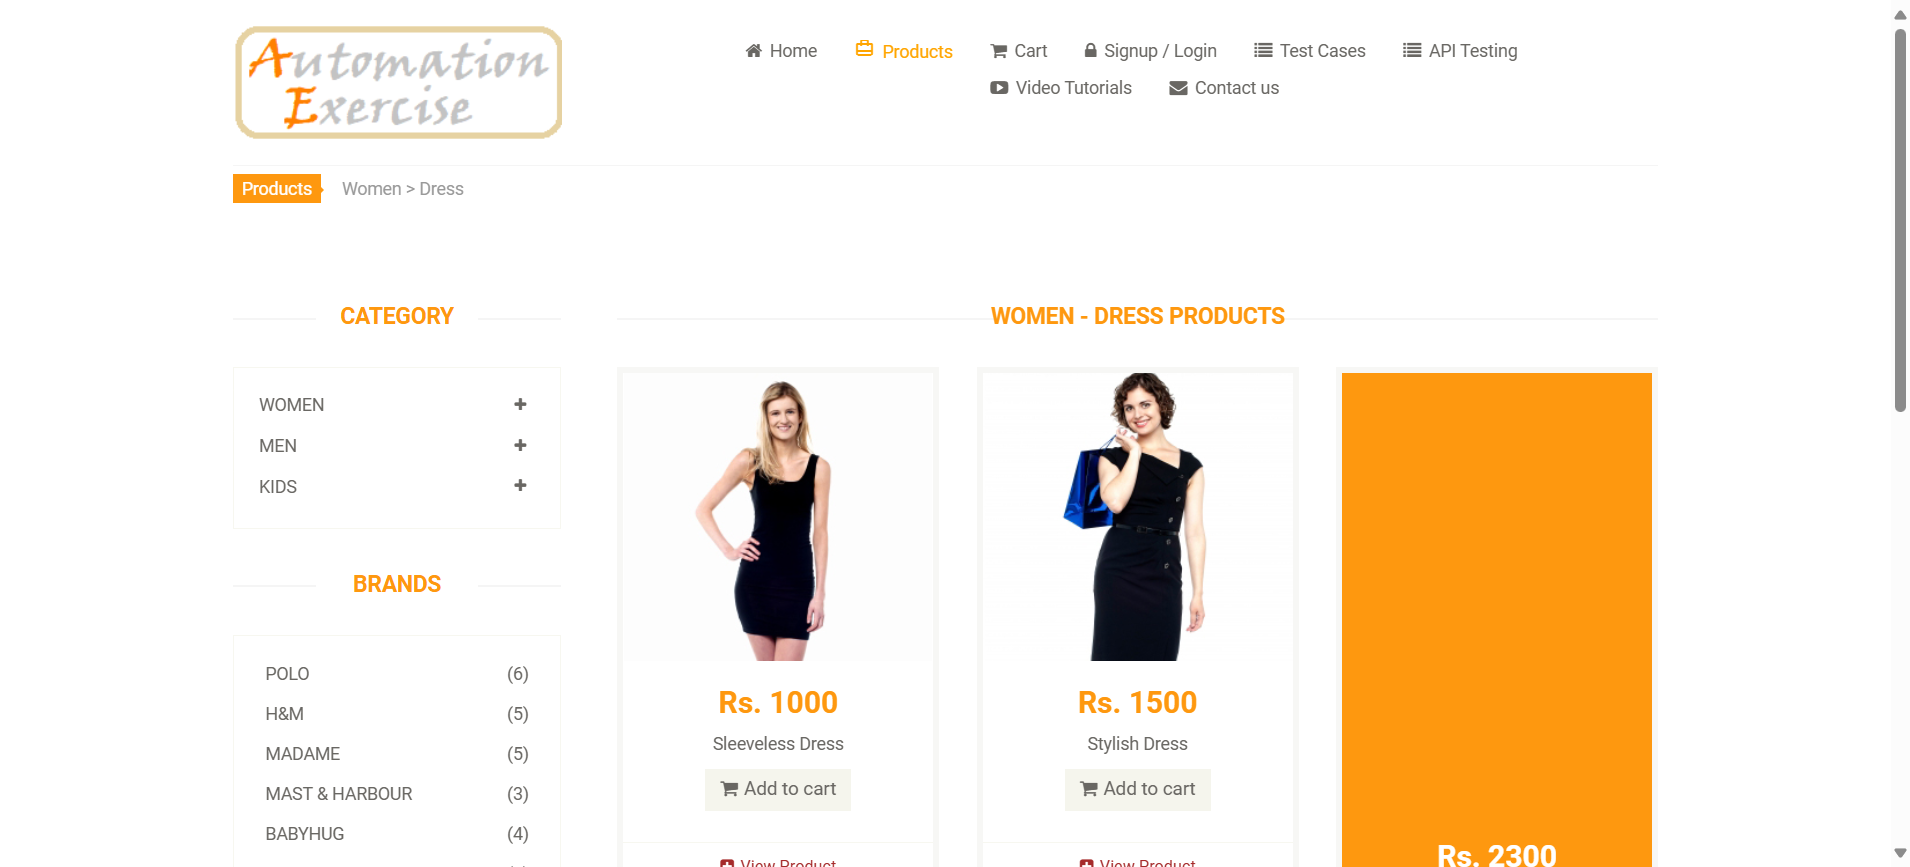 Automation
Exercise
Home
Products
Cart
Signup / Login
Test Cases
API Testing
Video Tutorials
Contact us
Products
Women > Dress
CATEGORY
WOMEN
MEN
KIDS
BRANDS
POLO (6)
H&M (5)
MADAME (5)
MAST & HARBOUR (3)
BABYHUG (4)
WOMEN - DRESS PRODUCTS
Rs. 1000
Sleeveless Dress
Add to cart
View Product
Rs. 1500
Stylish Dress
Add to cart
View Product
Rs. 2300